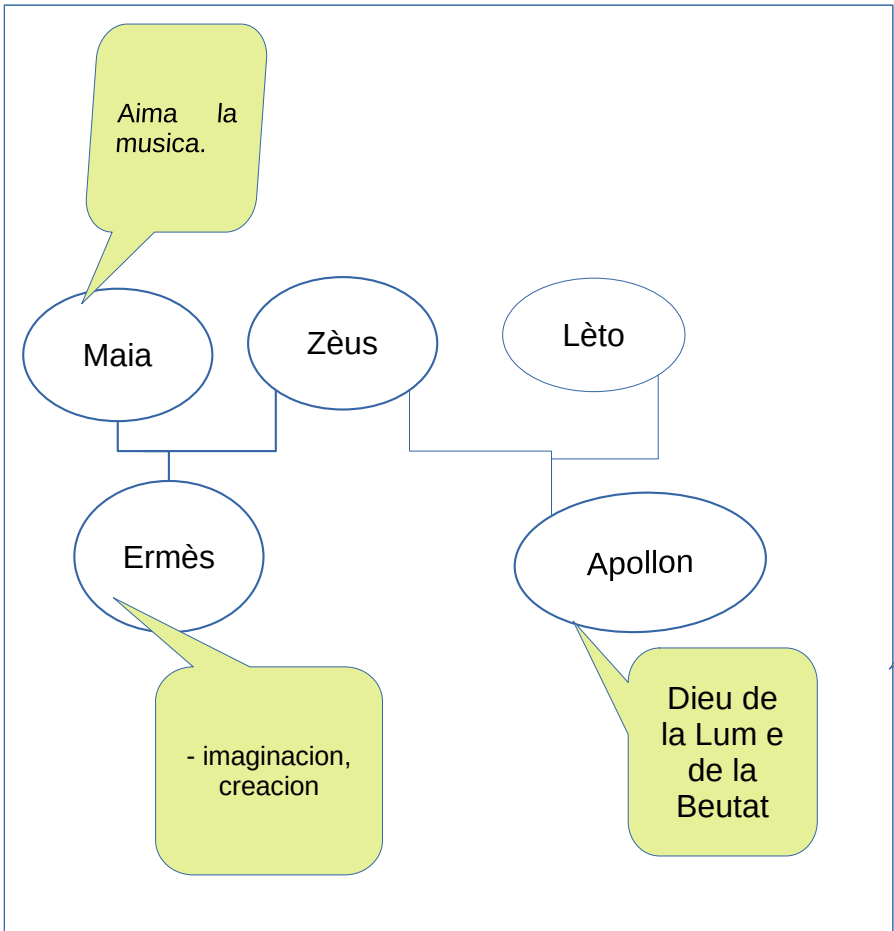 Aima la
musica.
Maia
Zèus
Lèto
Ermès
Apollon
- imaginacion,
creacion
Dieu de
la Lum e
de la
Beutat